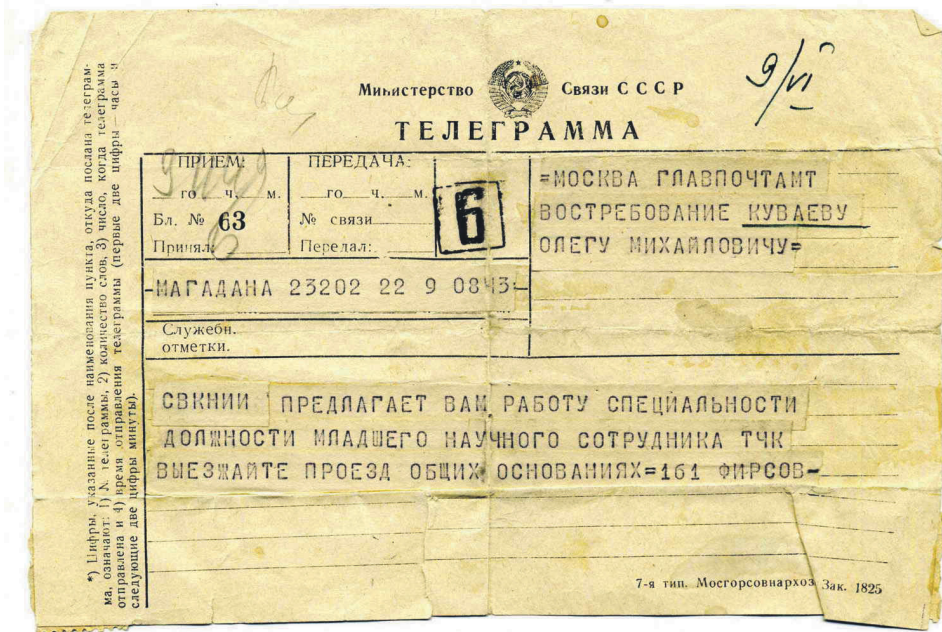 Министерство Связи СССР
ТЕЛЕГРАММА
9/VI
ПРИЕМ:
го ч. м.
Бл. № 63
Принял:
ПЕРЕДАЧА:
го ч. м.
№ связи
Передал:
6
=МОСКВА ГЛАВПОЧТАМТ
ВОСТРЕБОВАНИЕ КУВАЕВУ
ОЛЕГУ МИХАЙЛОВИЧУ=
-МАГАДАНА 23202 22 9 0843-
Служебн.
отметки.
СВКНИИ ПРЕДЛАГАЕТ ВАМ РАБОТУ СПЕЦИАЛЬНОСТИ
ДОЛЖНОСТИ МЛАДШЕГО НАУЧНОГО СОТРУДНИКА ТЧК
ВЫЕЗЖАЙТЕ ПРОЕЗД ОБЩИХ ОСНОВАНИЯХ=161 ФИРСОВ-
7-я тип. Мосгорсовнархоз Зак. 1825
*) Цифры, указанные после наименования пункта, откуда послана телеграм-
ма, означают: 1) № телеграммы, 2) количество слов, 3) число, когда телеграмма
отправлена и 4) время отправления телеграммы (первые две цифры — часы и
следующие две цифры минуты).